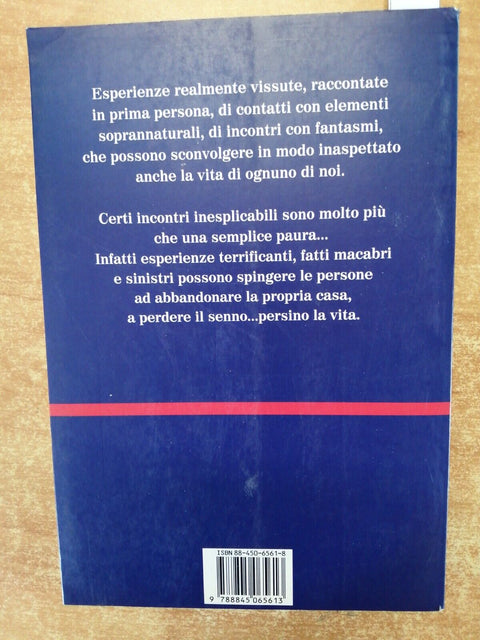 Esperienze realmente vissute, raccontate
in prima persona, di contatti con elementi
soprannaturali, di incontri con fantasmi,
che possono sconvolgere in modo inaspettato
anche la vita di ognuno di noi.
Certi incontri inesplicabili sono molto più
che una semplice paura...
Infatti esperienze terrificanti, fatti macabri
e sinistri possono spingere le persone
ad abbandonare la propria casa,
a perdere il senno...persino la vita.
ISBN 88-450-6561-8
9 788845 065613